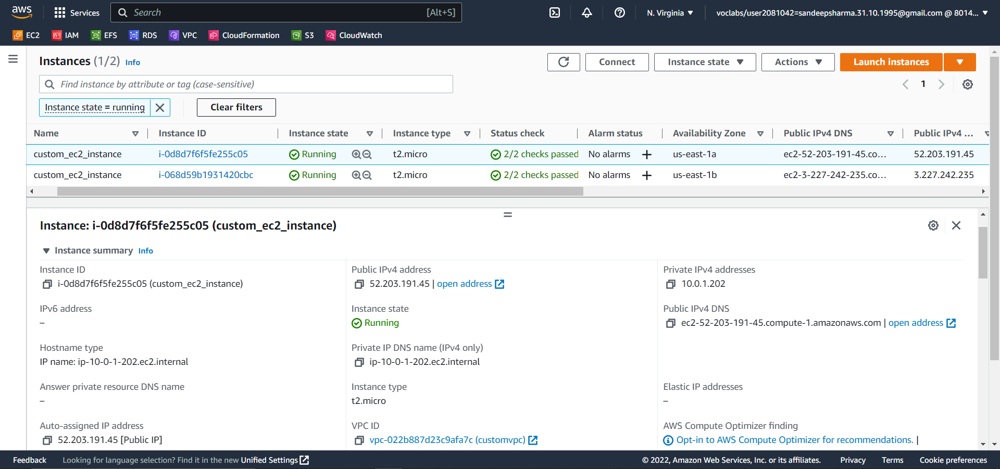 aws
Services
Search
[Alt+S]
N. Virginia
voclabs/user2081042=sandeepsharma.31.10.1995@gmail.com @ 8014...
EC2
IAM
EFS
RDS
VPC
CloudFormation
S3
CloudWatch
Instances (1/2) Info
Connect
Instance state
Actions
Launch instances
Find instance by attribute or tag (case-sensitive)
1
Instance state = running
Clear filters
Name Instance ID Instance state Instance type Status check Alarm status Availability Zone Public IPv4 DNS Public IPv4 ...
custom_ec2_instance i-0d8d7f6f5fe255c05 Running t2.micro 2/2 checks passed No alarms + us-east-1a ec2-52-203-191-45.co... 52.203.191.45
custom_ec2_instance i-068d59b1931420cbc Running t2.micro 2/2 checks passed No alarms + us-east-1b ec2-3-227-242-235.co... 3.227.242.235
Instance: i-0d8d7f6f5fe255c05 (custom_ec2_instance)
Instance summary Info
Instance ID
i-0d8d7f6f5fe255c05 (custom_ec2_instance)
Public IPv4 address
52.203.191.45 | open address
Private IPv4 addresses
10.0.1.202
IPv6 address
–
Instance state
Running
Public IPv4 DNS
ec2-52-203-191-45.compute-1.amazonaws.com | open address
Hostname type
IP name: ip-10-0-1-202.ec2.internal
Private IP DNS name (IPv4 only)
ip-10-0-1-202.ec2.internal
Answer private resource DNS name
–
Instance type
t2.micro
Elastic IP addresses
–
Auto-assigned IP address
52.203.191.45 [Public IP]
VPC ID
vpc-022b887d23c9afa7c (customvpc)
AWS Compute Optimizer finding
Opt-in to AWS Compute Optimizer for recommendations. |
Feedback
Looking for language selection? Find it in the new Unified Settings
© 2022, Amazon Web Services, Inc. or its affiliates.
Privacy
Terms
Cookie preferences